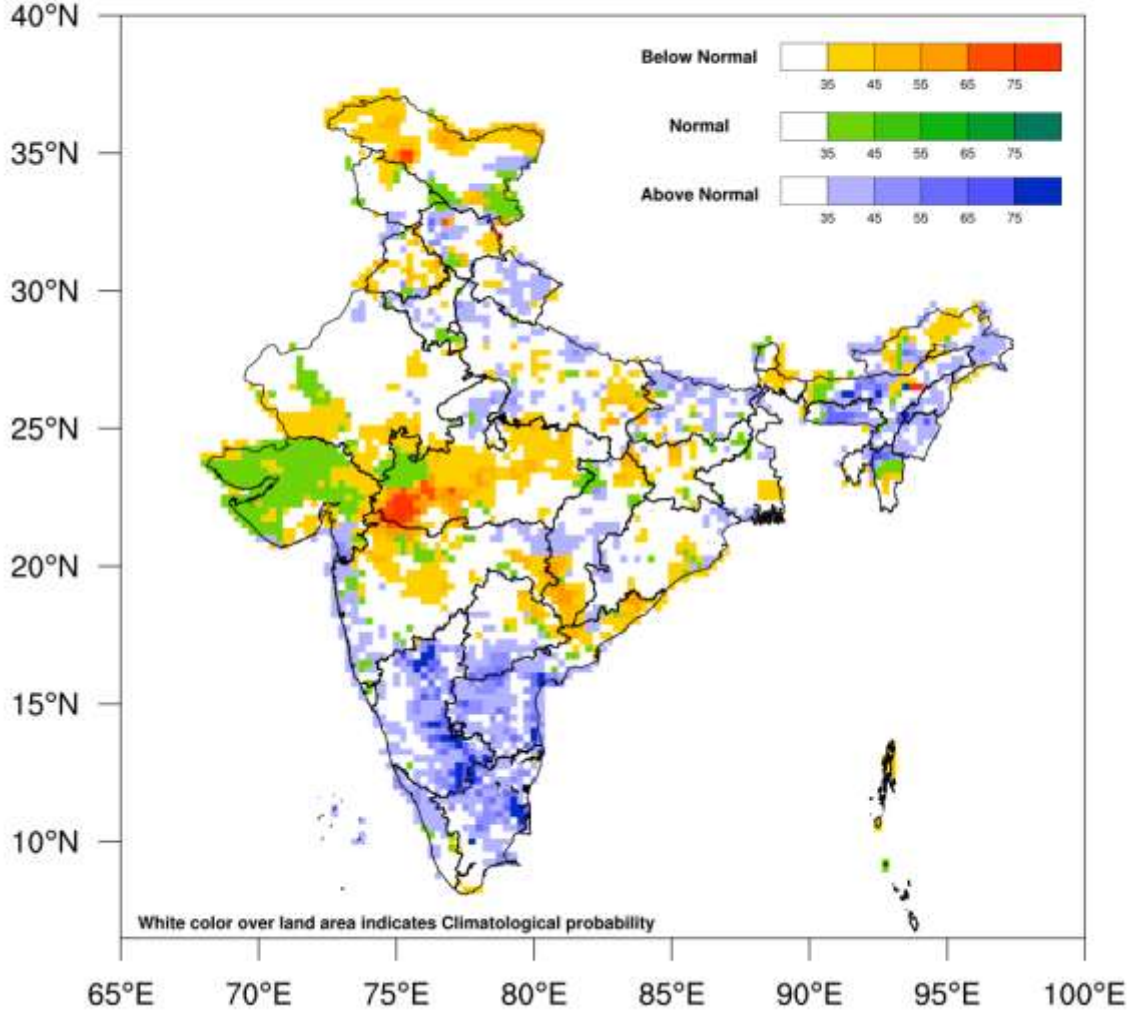 40°N
35°N
30°N
25°N
20°N
15°N
10°N
Below Normal
35 45 55 65 75
Normal
35 45 55 65 75
Above Normal
35 45 55 65 75
White color over land area indicates Climatological probability
65°E 70°E 75°E 80°E 85°E 90°E 95°E 100°E